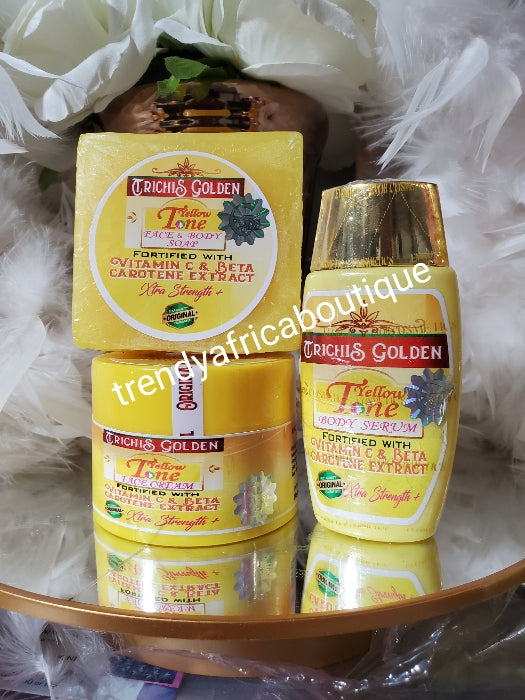 TRICHIS GOLDEN
Yellow
Tone
FACE & BODY
SOAP
FORTIFIED WITH
VITAMIN C & BETA
CAROTENE EXTRACT
Xtra Strength +
ORIGINAL
TRICHIS GOLDEN
Yellow
Tone
BODY SERUM
FORTIFIED WITH
VITAMIN C & BETA
CAROTENE EXTRACT
ORIGINAL
Xtra Strength +
ORIGINAL
TRICHIS GOLDEN
Yellow
Tone
FACE CREAM
FORTIFIED WITH
VITAMIN C & BETA
CAROTENE EXTRACT
Xtra Strength +
trendyafricaboutique